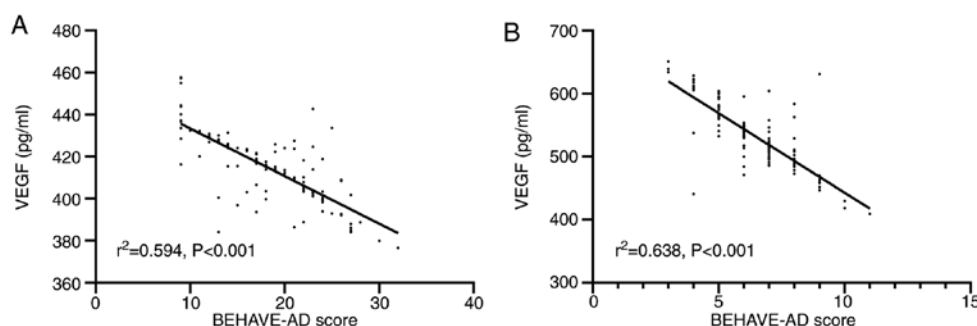 A
480
460
440
420
400
380
360
VEGF (pg/ml)
r²=0.594, P<0.001
0
10
20
30
40
BEHAVE-AD score
B
700
600
500
400
300
VEGF (pg/ml)
r²=0.638, P<0.001
0
5
10
15
BEHAVE-AD score